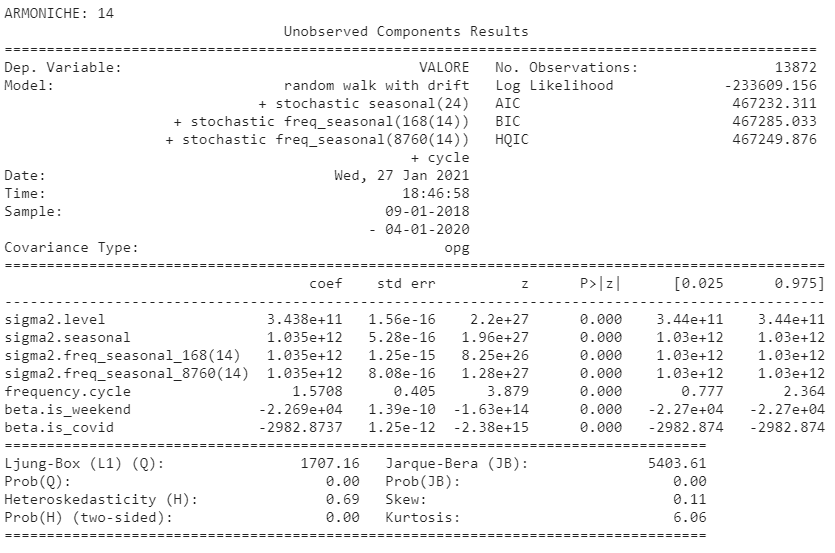 ARMONICHE: 14
Unobserved Components Results
==============================================================================================
Dep. Variable: VALORE No. Observations: 13872
Model: random walk with drift Log Likelihood -233609.156
+ stochastic seasonal(24) AIC 467232.311
+ stochastic freq_seasonal(168(14)) BIC 467285.033
+ stochastic freq_seasonal(8760(14)) HQIC 467249.876
+ cycle
Date: Wed, 27 Jan 2021
Time: 18:46:58
Sample: 09-01-2018
- 04-01-2020
Covariance Type: opg
==============================================================================================
coef std err z P>|z| [0.025 0.975]
----------------------------------------------------------------------------------------------
sigma2.level 3.438e+11 1.56e-16 2.2e+27 0.000 3.44e+11 3.44e+11
sigma2.seasonal 1.035e+12 5.28e-16 1.96e+27 0.000 1.03e+12 1.03e+12
sigma2.freq_seasonal_168(14) 1.035e+12 1.25e-15 8.25e+26 0.000 1.03e+12 1.03e+12
sigma2.freq_seasonal_8760(14) 1.035e+12 8.08e-16 1.28e+27 0.000 1.03e+12 1.03e+12
frequency.cycle 1.5708 0.405 3.879 0.000 0.777 2.364
beta.is_weekend -2.269e+04 1.39e-10 -1.63e+14 0.000 -2.27e+04 -2.27e+04
beta.is_covid -2982.8737 1.25e-12 -2.38e+15 0.000 -2982.874 -2982.874
===================================================================================
Ljung-Box (L1) (Q): 1707.16 Jarque-Bera (JB): 5403.61
Prob(Q): 0.00 Prob(JB): 0.00
Heteroskedasticity (H): 0.69 Skew: 0.11
Prob(H) (two-sided): 0.00 Kurtosis: 6.06
===================================================================================